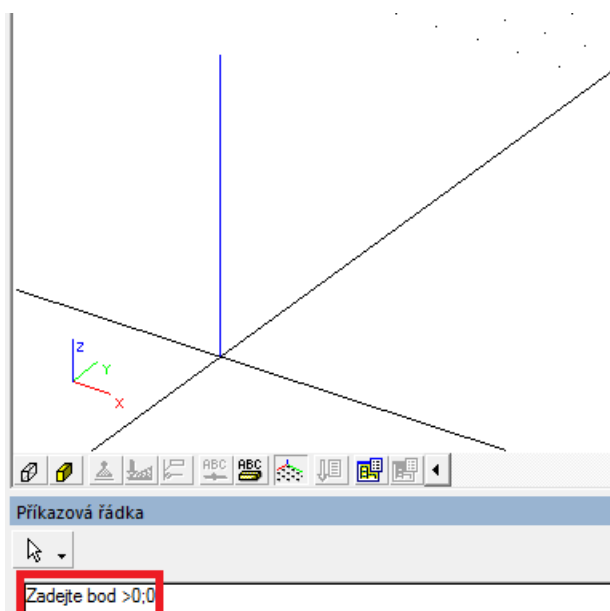 Z
Y
X
ABC ABC
Příkazová řádka
Zadejte bod >0;0